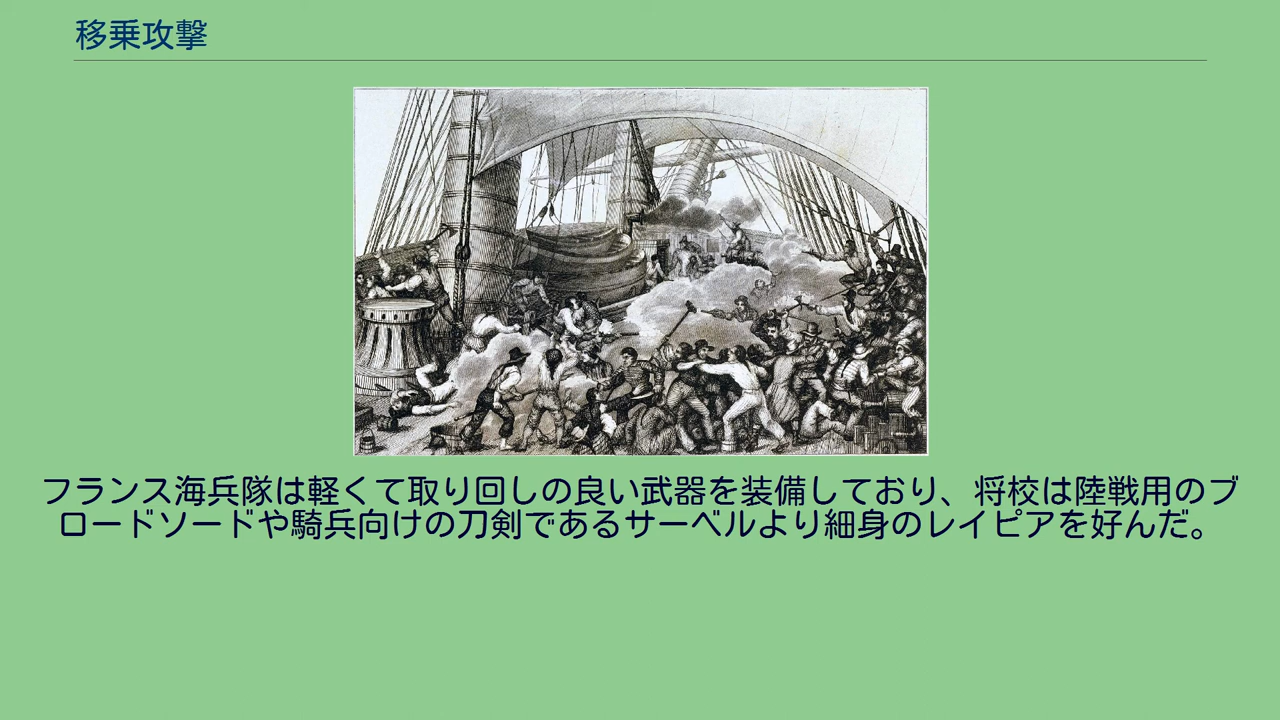 移乗攻撃
フランス海兵隊は軽くて取り回しの良い武器を装備しており、将校は陸戦用のブ
ロードソードや騎兵向けの刀剣であるサーベルより細身のレイピアを好んだ。